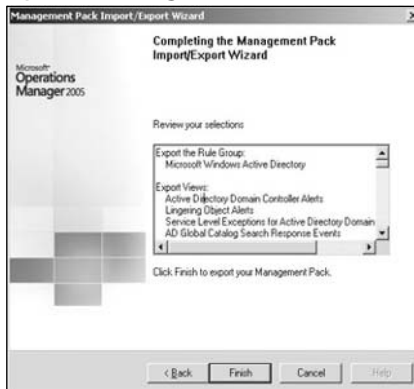 Management Pack Import/Export Wizard
Completing the Management Pack
Import/Export Wizard
Microsoft
Operations
Manager 2005
Review your selections
Export the Rule Group:
Microsoft Windows Active Directory
Export Views:
Active Directory Domain Controller Alerts
Lingering Object Alerts
Service Level Exceptions for Active Directory Domain
AD Global Catalog Search Response Events
Click Finish to export your Management Pack.
< Back Finish Cancel Help